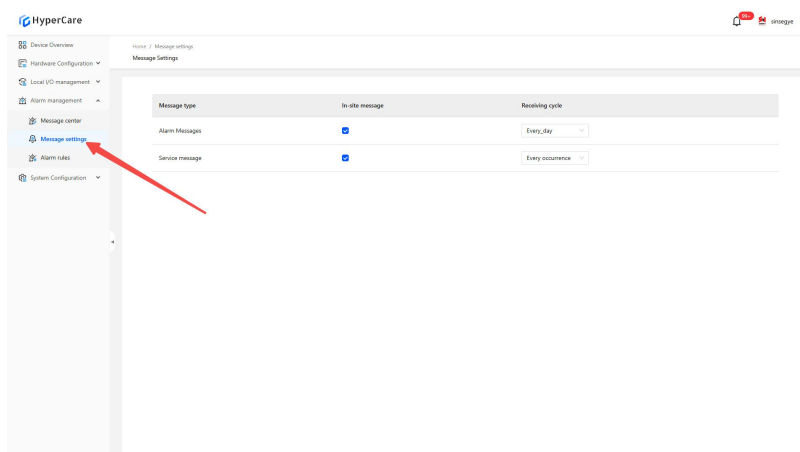 HyperCare
99+
sinsegye
Device Overview
Hardware Configuration
Local I/O management
Alarm management
Message center
Message settings
Alarm rules
System Configuration
Home / Message settings
Message Settings
Message type In-site message Receiving cycle
Alarm Messages Every_day
Service message Every occurrence